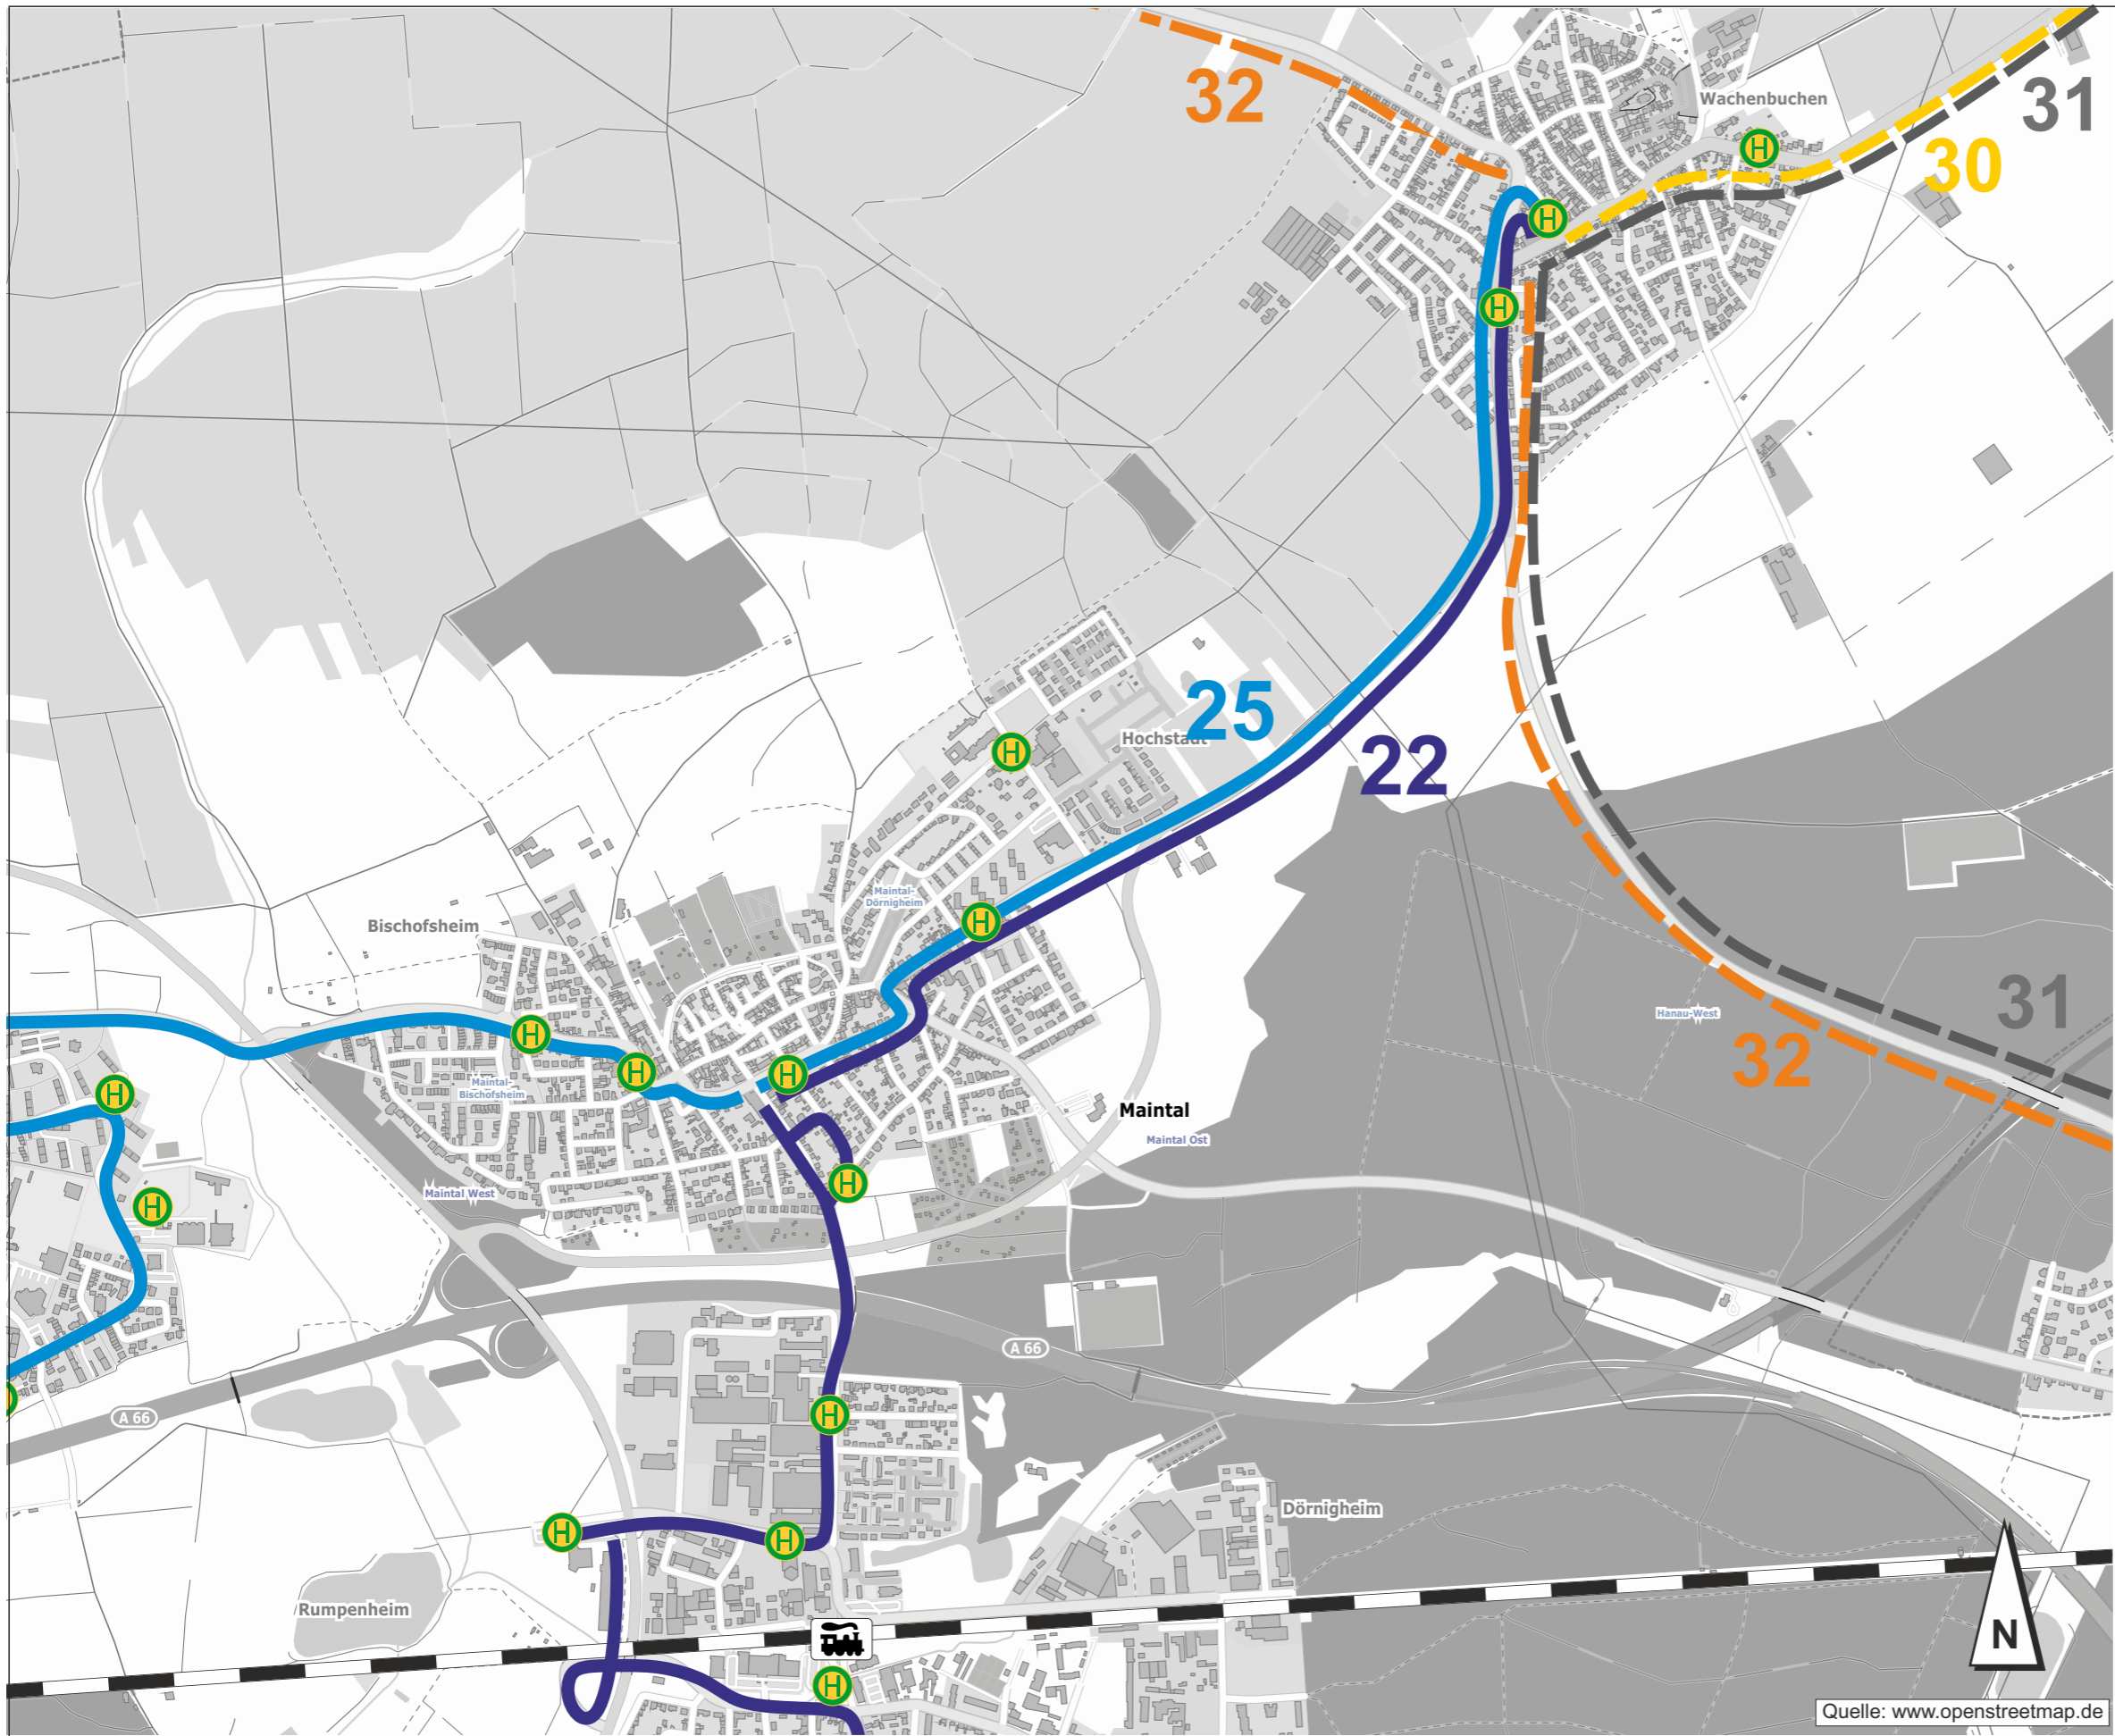 32
Wachenbuchen
31
H
30
H
H
25
Hochstadt
H
22
Maintal-
Dörnigheim
H
Bischofsheim
31
Hanau-West
H
32
H
H
Maintal-
Bischofsheim
H
Maintal
Maintal Ost
H
Maintal West
H
A 66
A 66
H
Dörnigheim
H
H
Rumpenheim
N
H
Quelle: www.openstreetmap.de